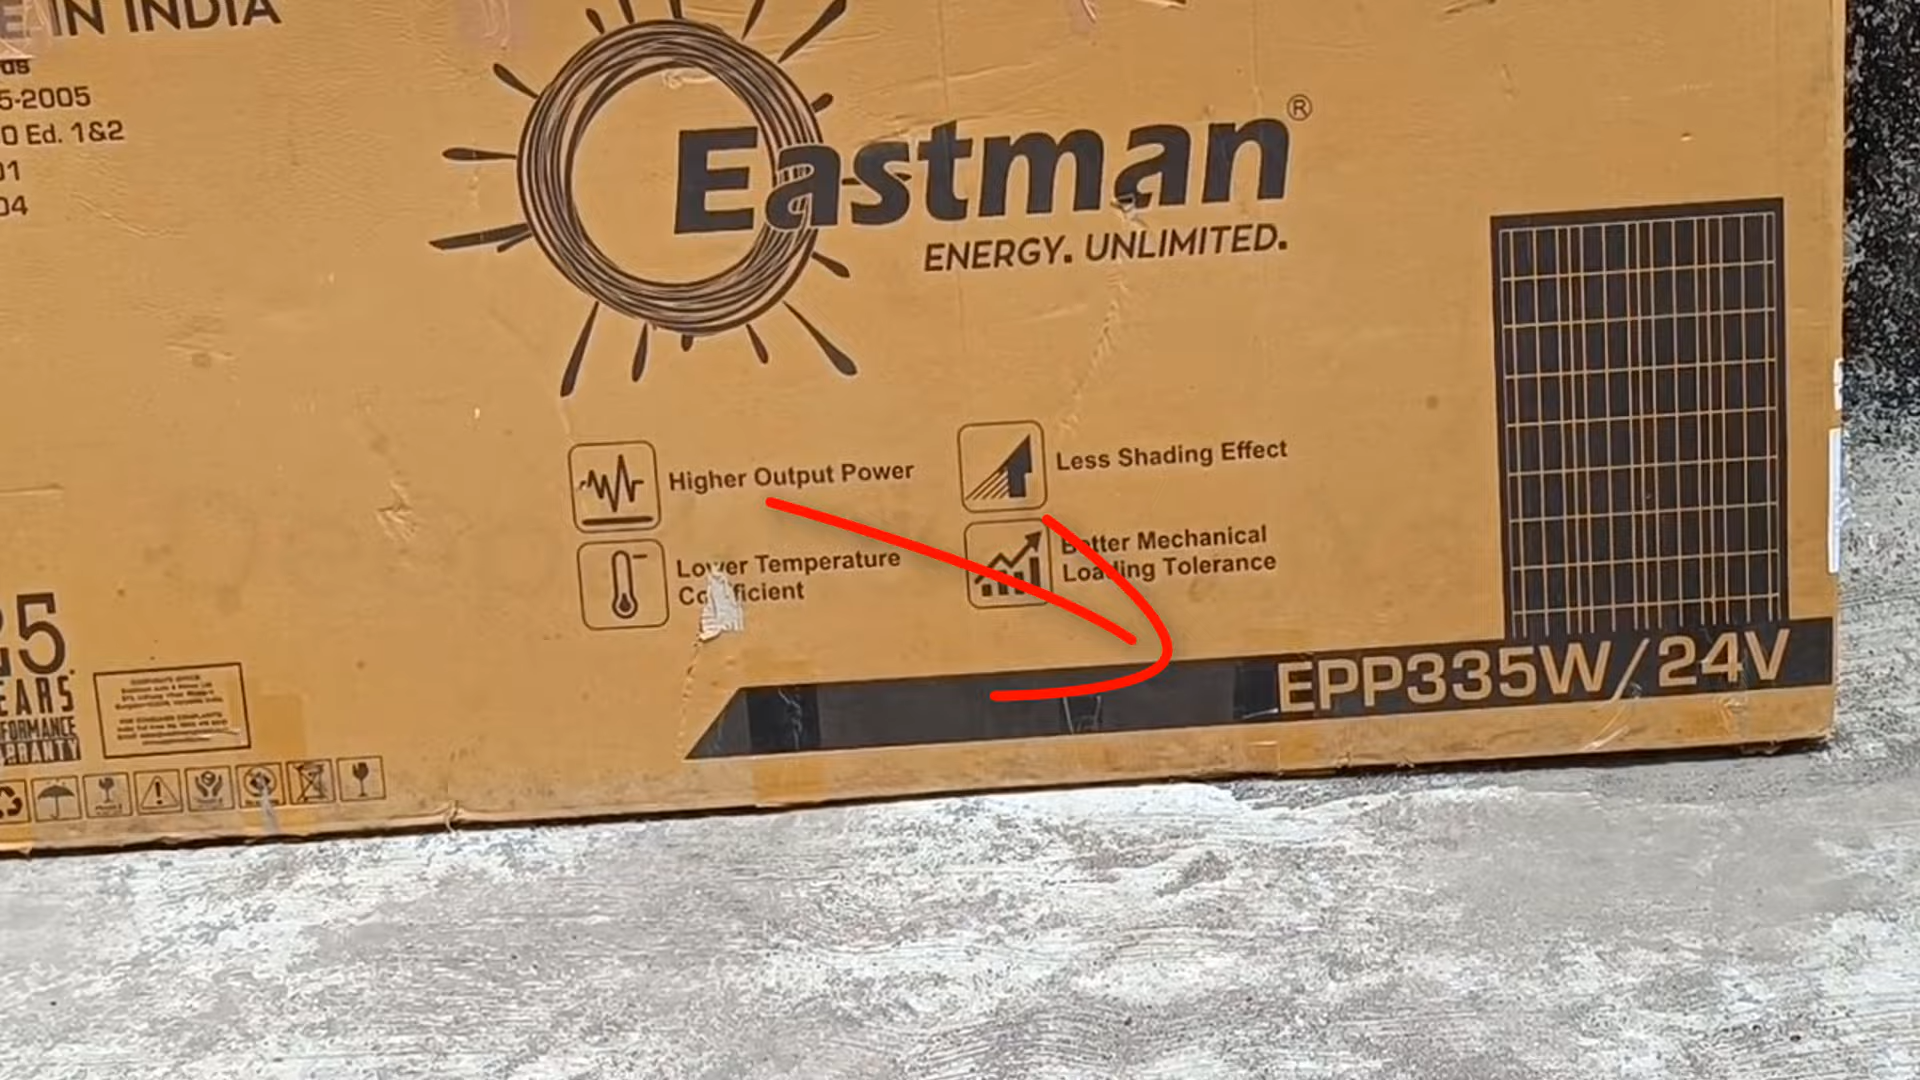 IN INDIA
5-2005
0 Ed. 1&2
01
04
Eastman®
ENERGY. UNLIMITED.
Higher Output Power
Less Shading Effect
Lower Temperature
Coefficient
Better Mechanical
Loading Tolerance
25
YEARS
PERFORMANCE
WARRANTY
EPP335W/24V